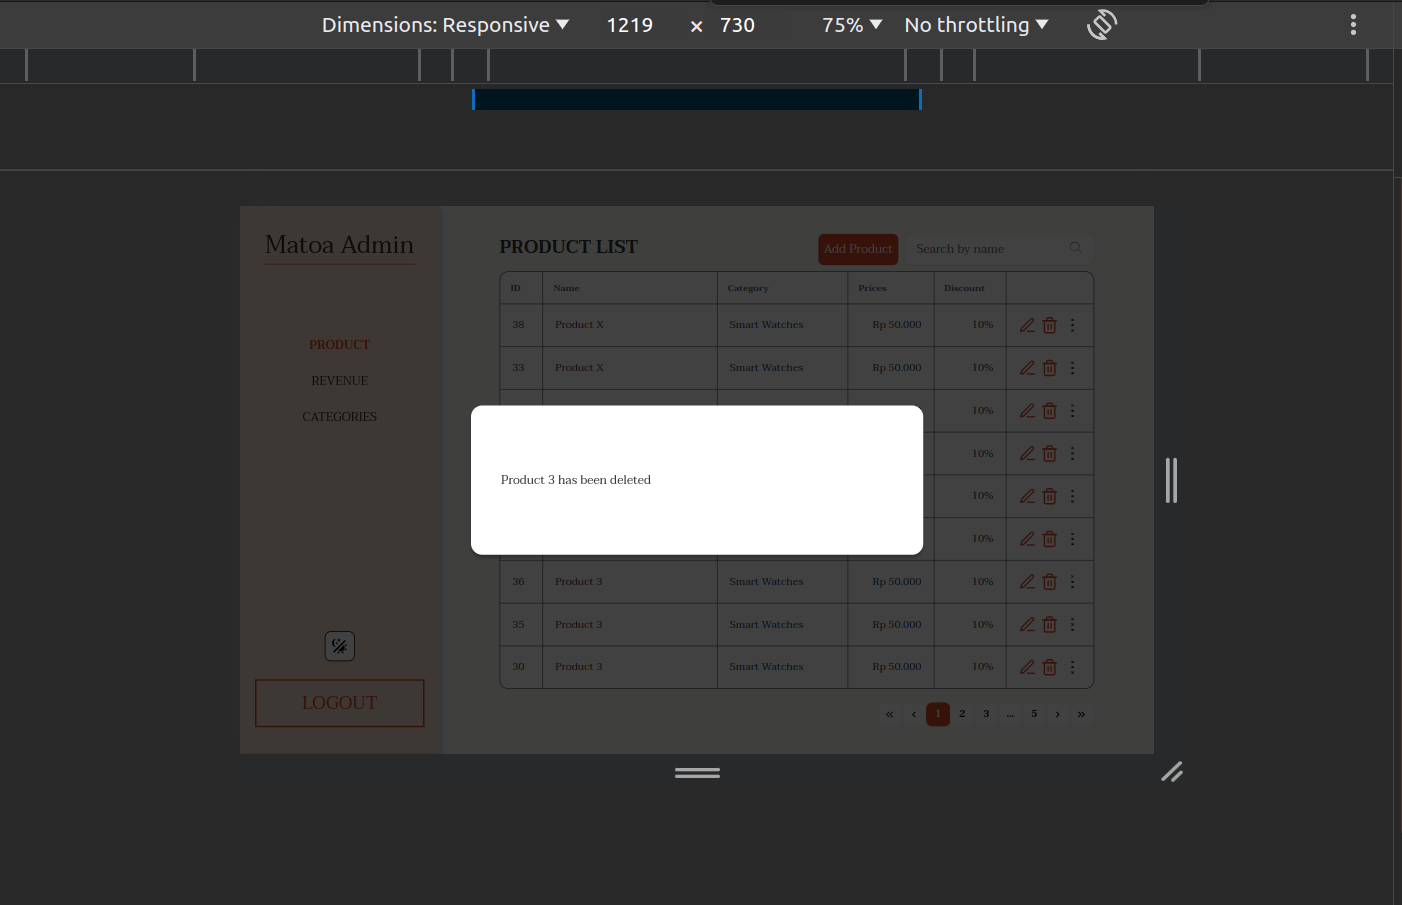 Dimensions: Responsive ▼ 1219 × 730 75% ▼ No throttling ▼
Matoa Admin
PRODUCT
REVENUE
CATEGORIES
LOGOUT
PRODUCT LIST
Add Product
Search by name
ID Name Category Prices Discount
38 Product X Smart Watches Rp 50.000 10%
33 Product X Smart Watches Rp 50.000 10%
10%
10%
10%
10%
Product 3 has been deleted
36 Product 3 Smart Watches Rp 50.000 10%
35 Product 3 Smart Watches Rp 50.000 10%
30 Product 3 Smart Watches Rp 50.000 10%
« ‹ 1 2 3 ... 5 › »